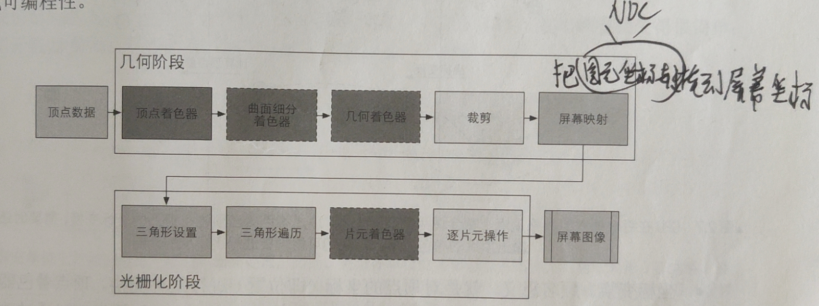 可编程性。
NDC
几何阶段
把图元坐标转换到屏幕坐标
顶点数据
顶点着色器
曲面细分
着色器
几何着色器
裁剪
屏幕映射
三角形设置
三角形遍历
片元着色器
逐片元操作
屏幕图像
光栅化阶段